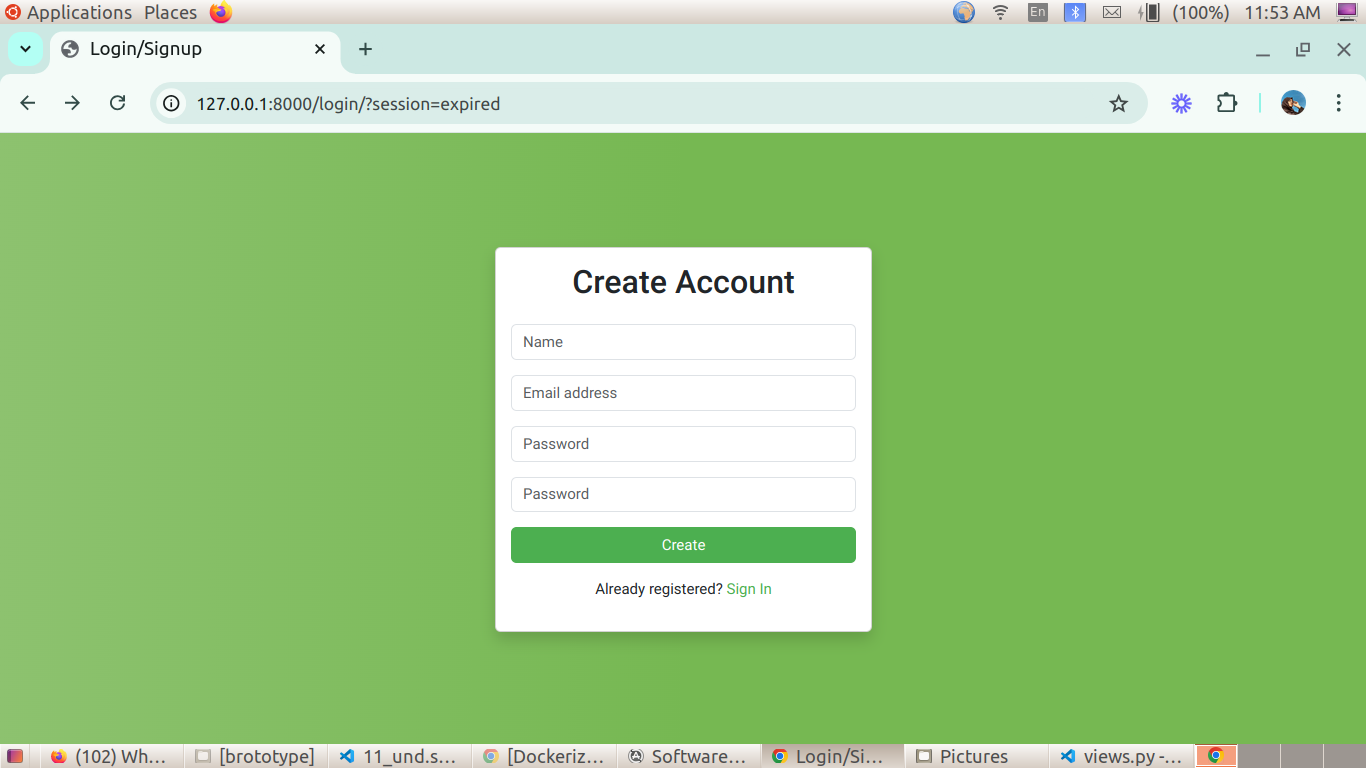 Applications Places En (100%) 11:53 AM
Login/Signup
127.0.0.1:8000/login/?session=expired
Create Account
Name
Email address
Password
Password
Create
Already registered? Sign In
(102) Wh... [brototype] 11_und.s... [Dockeriz... Software... Login/Si... Pictures views.py -...